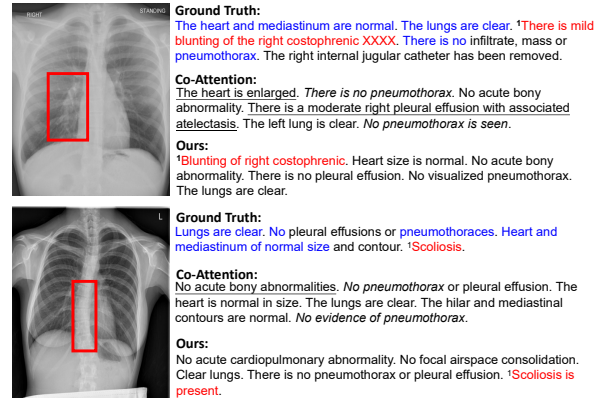 RIGHT
STANDING
Ground Truth:
The heart and mediastinum are normal. The lungs are clear. ¹There is mild
blunting of the right costophrenic XXXX. There is no infiltrate, mass or
pneumothorax. The right internal jugular catheter has been removed.
Co-Attention:
The heart is enlarged. There is no pneumothorax. No acute bony
abnormality. There is a moderate right pleural effusion with associated
atelectasis. The left lung is clear. No pneumothorax is seen.
Ours:
¹Blunting of right costophrenic. Heart size is normal. No acute bony
abnormality. There is no pleural effusion. No visualized pneumothorax.
The lungs are clear.
L
Ground Truth:
Lungs are clear. No pleural effusions or pneumothoraces. Heart and
mediastinum of normal size and contour. ¹Scoliosis.
Co-Attention:
No acute bony abnormalities. No pneumothorax or pleural effusion. The
heart is normal in size. The lungs are clear. The hilar and mediastinal
contours are normal. No evidence of pneumothorax.
Ours:
No acute cardiopulmonary abnormality. No focal airspace consolidation.
Clear lungs. There is no pneumothorax or pleural effusion. ¹Scoliosis is
present.